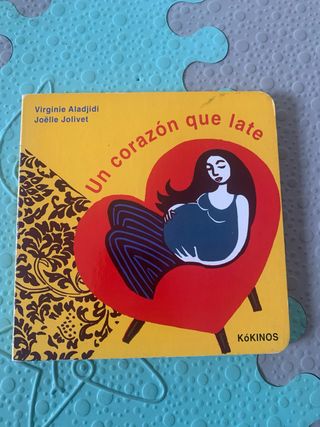 Virginie Aladjidi
Joëlle Jolivet
Un corazón que late
KóKINOS